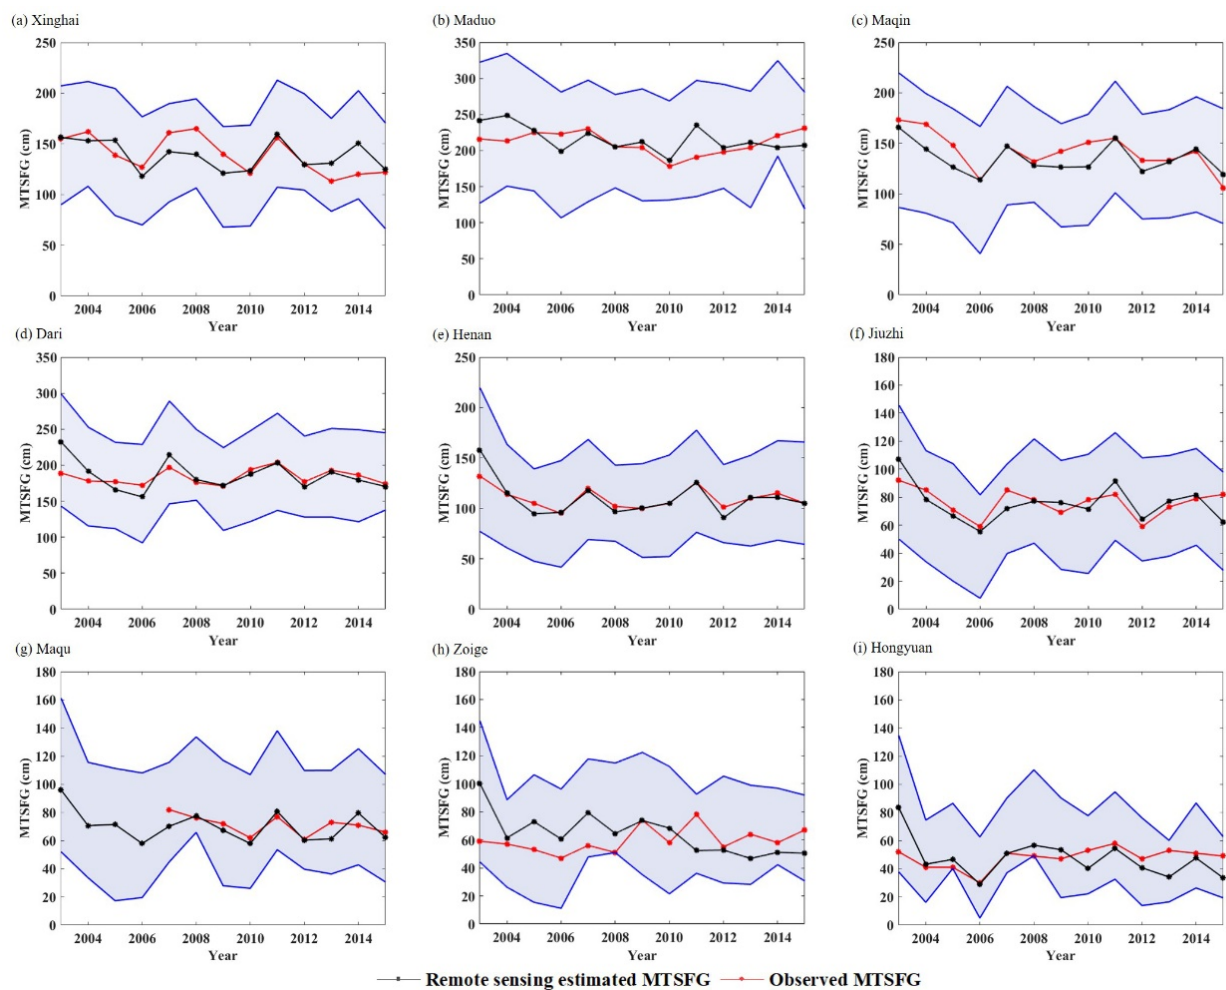 (a) Xinghai
(b) Maduo
(c) Maqin
250
200
150
100
50
0
MTSFG (cm)
2004 2006 2008 2010 2012 2014
Year
350
300
250
200
150
100
50
0
MTSFG (cm)
2004 2006 2008 2010 2012 2014
Year
250
200
150
100
50
0
MTSFG (cm)
2004 2006 2008 2010 2012 2014
Year
(d) Dari
(e) Henan
(f) Jiuzhi
350
300
250
200
150
100
50
0
MTSFG (cm)
2004 2006 2008 2010 2012 2014
Year
250
200
150
100
50
0
MTSFG (cm)
2004 2006 2008 2010 2012 2014
Year
180
160
140
120
100
80
60
40
20
0
MTSFG (cm)
2004 2006 2008 2010 2012 2014
Year
(g) Maqu
(h) Zoige
(i) Hongyuan
180
160
140
120
100
80
60
40
20
0
MTSFG (cm)
2004 2006 2008 2010 2012 2014
Year
180
160
140
120
100
80
60
40
20
0
MTSFG (cm)
2004 2006 2008 2010 2012 2014
Year
180
160
140
120
100
80
60
40
20
0
MTSFG (cm)
2004 2006 2008 2010 2012 2014
Year
Remote sensing estimated MTSFG
Observed MTSFG